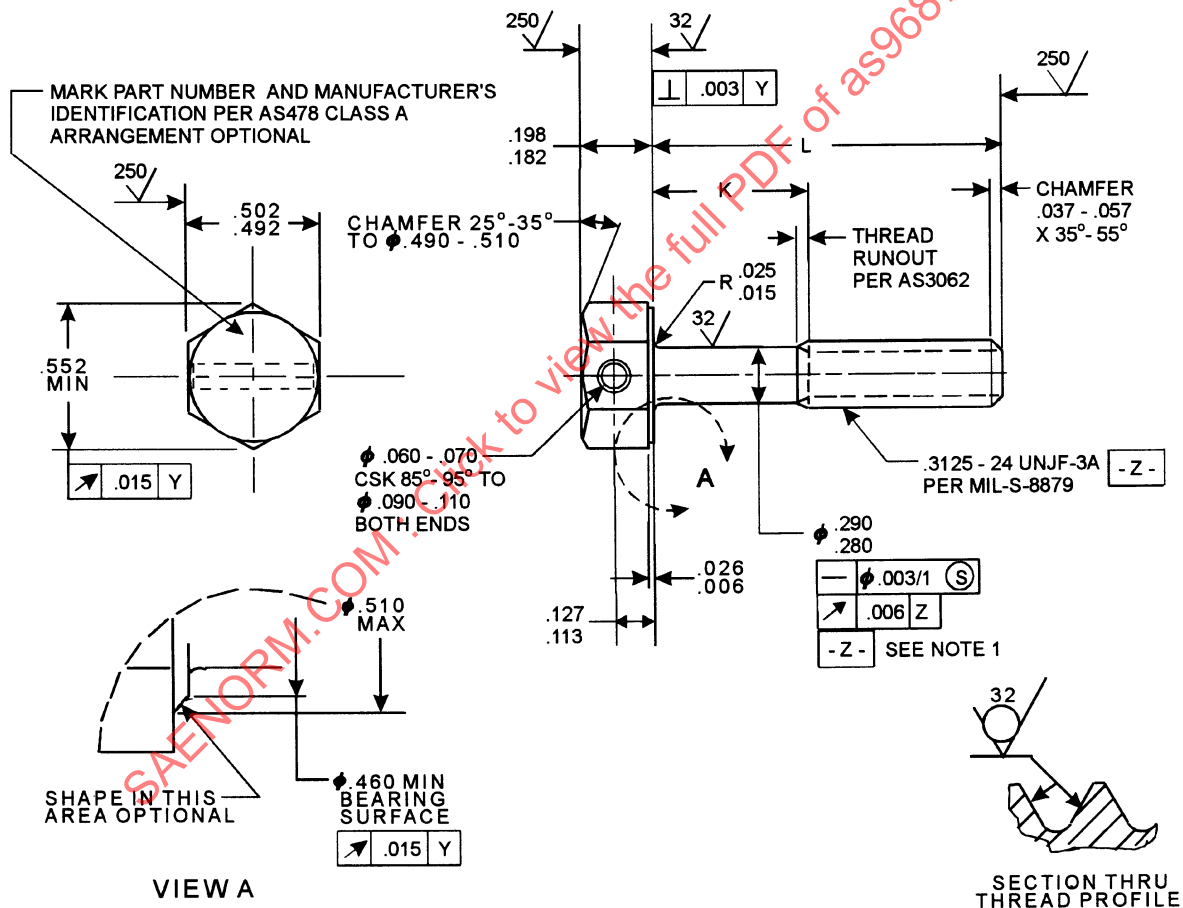 250
32
250
⊥ .003 Y
MARK PART NUMBER AND MANUFACTURER'S
IDENTIFICATION PER AS478 CLASS A
ARRANGEMENT OPTIONAL
.198
.182
L
250
K
CHAMFER
.037 - .057
X 35° - 55°
.502
.492
CHAMFER 25°-35°
TO ϕ .490 - .510
THREAD
RUNOUT
PER AS3062
R .025
.015
32
.552
MIN
↗ .015 Y
ϕ .060 - .070
CSK 85° - 95° TO
ϕ .090 - .110
BOTH ENDS
A
.3125 - 24 UNJF-3A
PER MIL-S-8879
- Z -
ϕ .290
.280
— ϕ .003/1 Ⓢ
↗ .006 Z
- Z - SEE NOTE 1
.026
.006
.127
.113
ϕ .510
MAX
SHAPE IN THIS
AREA OPTIONAL
ϕ .460 MIN
BEARING
SURFACE
↗ .015 Y
VIEW A
32
SECTION THRU
THREAD PROFILE
SAENORM.COM : Click to view the full PDF of as968